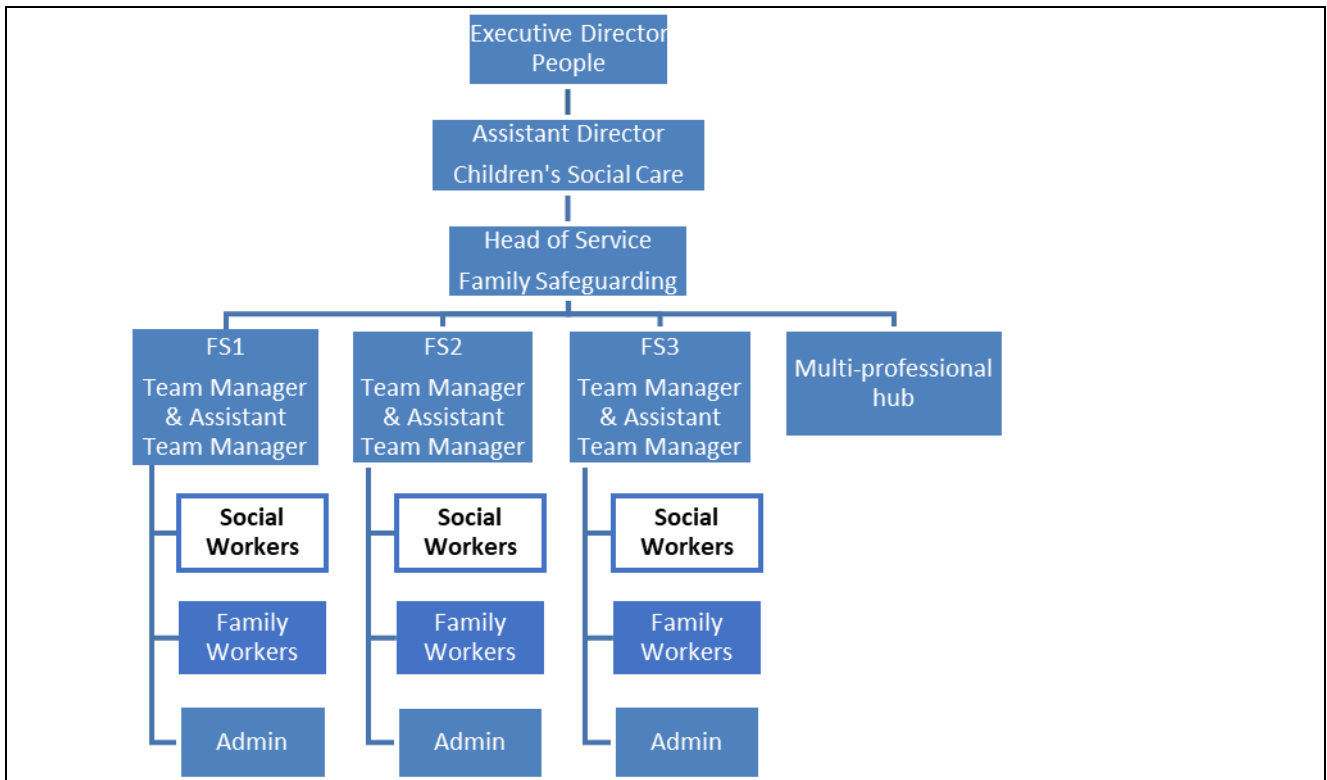 Executive Director
People
Assistant Director
Children's Social Care
Head of Service
Family Safeguarding
FS1
Team Manager
& Assistant
Team Manager
FS2
Team Manager
& Assistant
Team Manager
FS3
Team Manager
& Assistant
Team Manager
Multi-professional
hub
Social
Workers
Social
Workers
Social
Workers
Family
Workers
Family
Workers
Family
Workers
Admin
Admin
Admin